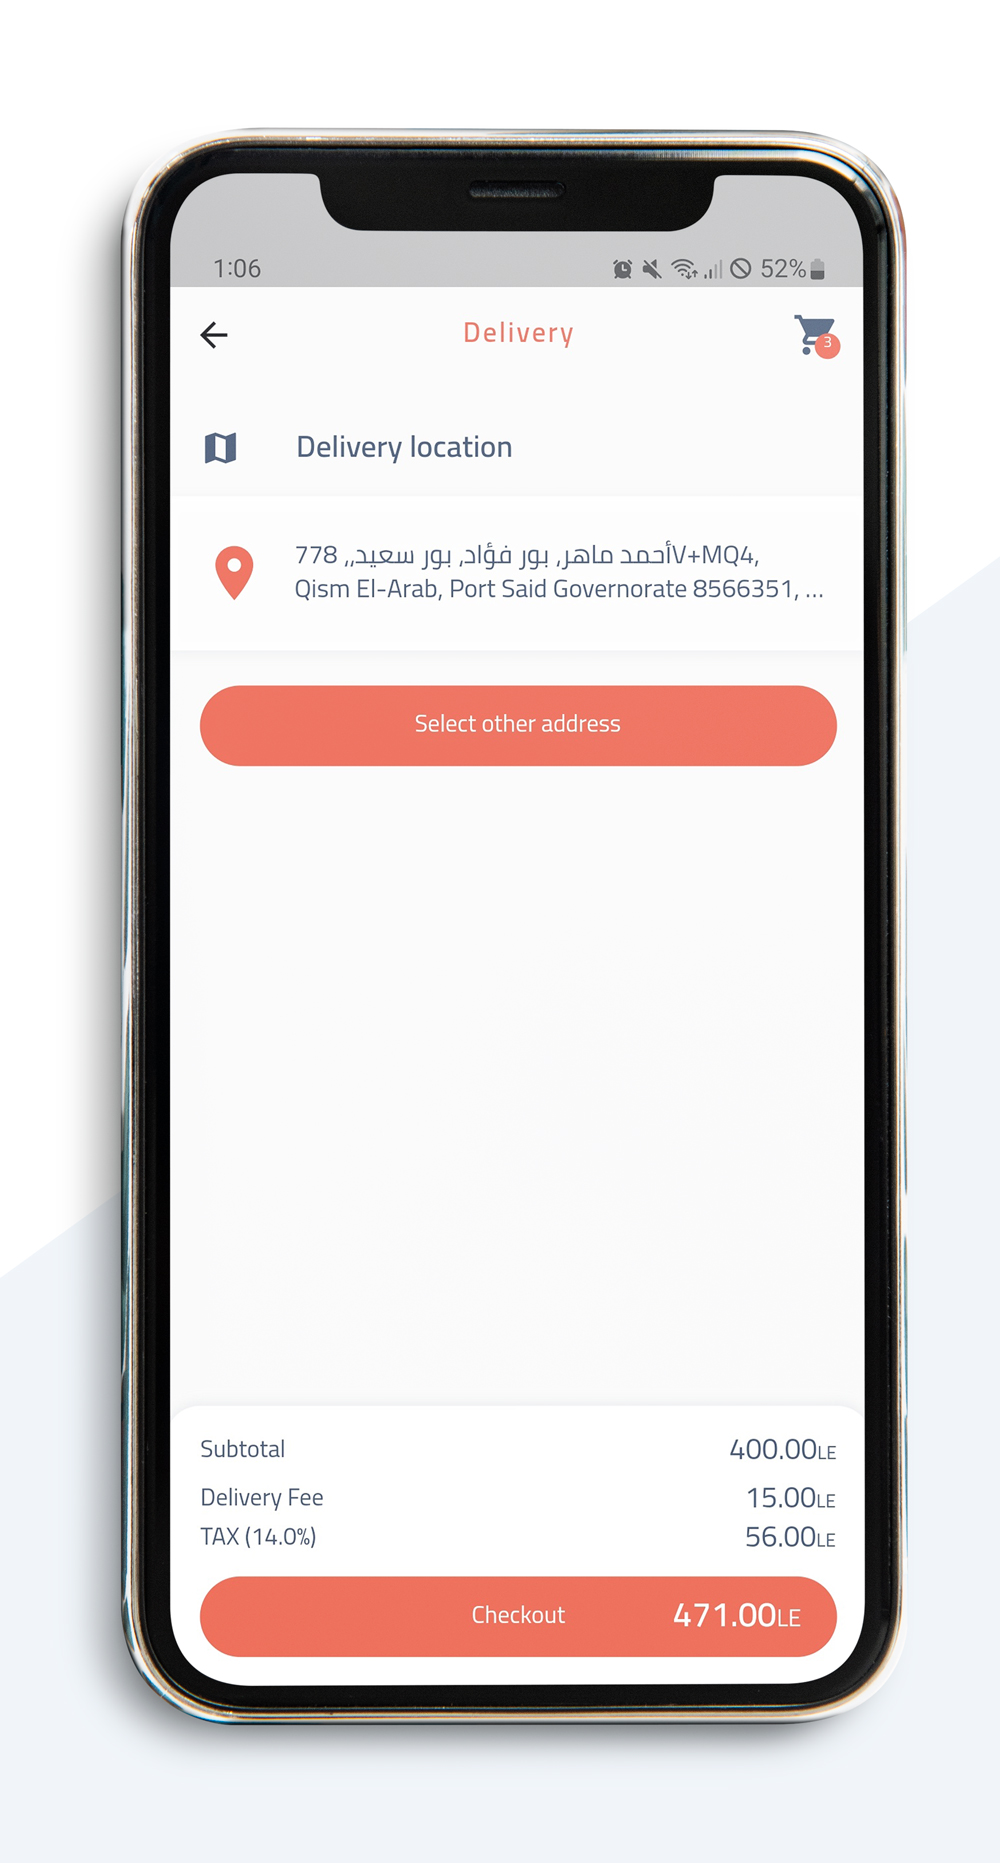 1:06 52%
Delivery 3
Delivery location
778 أحمد ماهر, بور فؤاد, بور سعيد,, V+MQ4,
Qism El-Arab, Port Said Governorate 8566351, ...
Select other address
Subtotal 400.00LE
Delivery Fee 15.00LE
TAX (14.0%) 56.00LE
Checkout 471.00LE